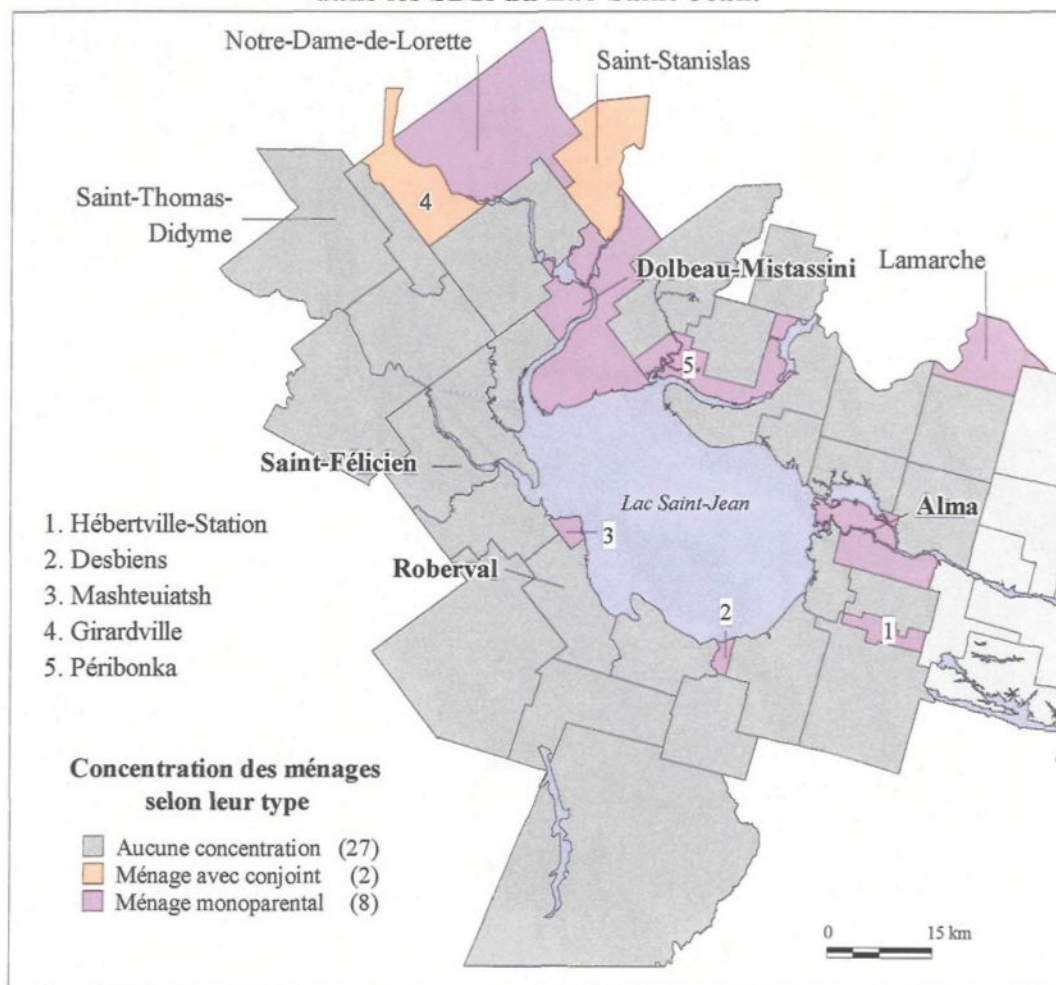 Notre-Dame-de-Lorette
Saint-Stanislas
Saint-Thomas-
Didyme
4
Dolbeau-Mistassini
Lamarche
5
Saint-Félicien
Lac Saint-Jean
Alma
1. Hébertville-Station
2. Desbiens
3. Mashteuiatsh
4. Girardville
5. Péribonka
3
Roberval
2
1
Concentration des ménages
selon leur type
Aucune concentration (27)
Ménage avec conjoint (2)
Ménage monoparental (8)
0 15 km